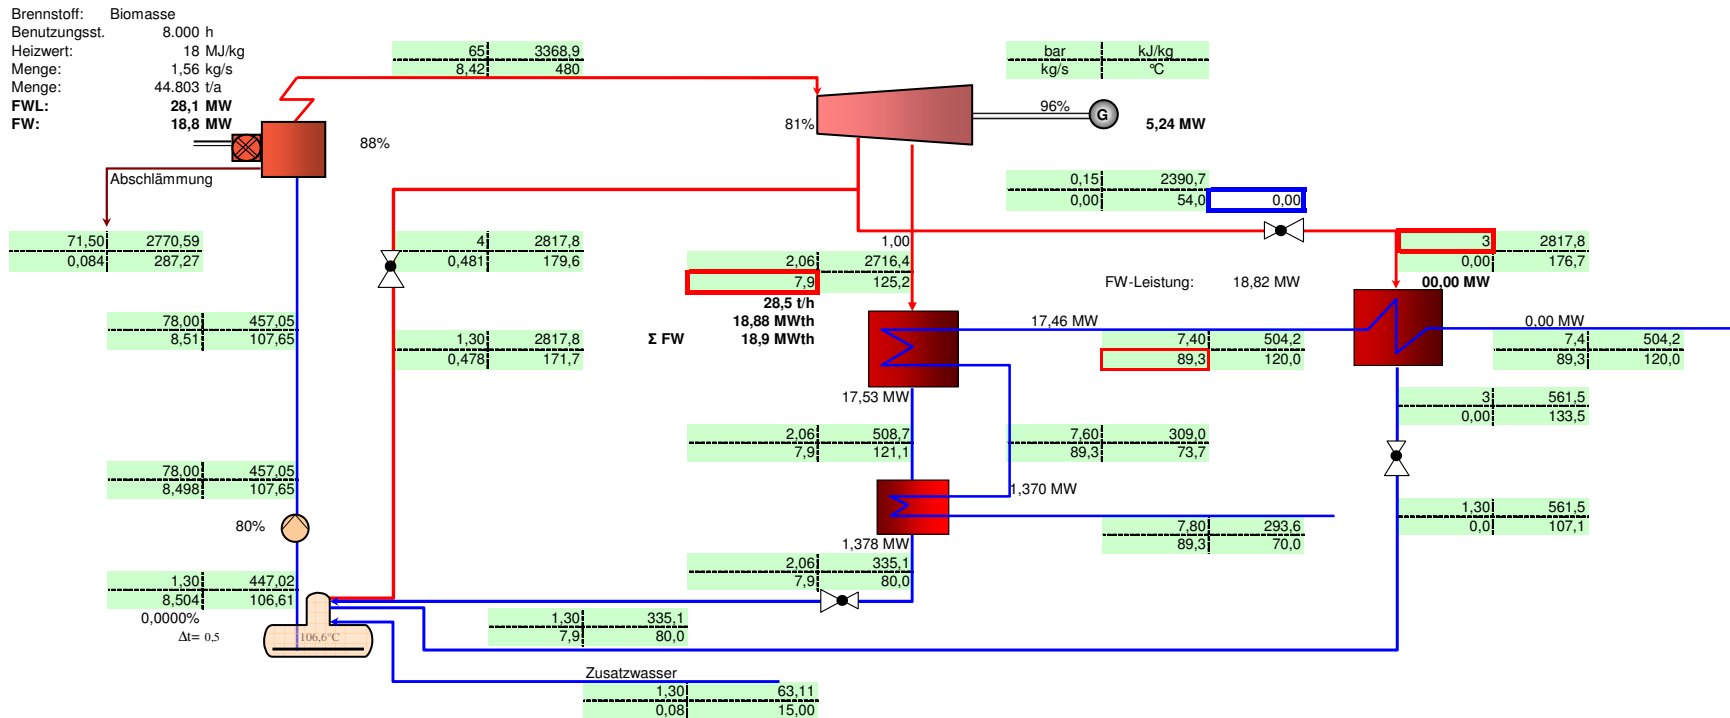 Brennstoff: Biomasse
Benutzungsst. 8.000 h
Heizwert: 18 MJ/kg
Menge: 1,56 kg/s
Menge: 44.803 t/a
FWL: 28,1 MW
FW: 18,8 MW
65 3368,9
8,42 480
bar kJ/kg
kg/s °C
81%
96%
G
5,24 MW
88%
Abschlämmung
0,15 2390,7
0,00 54,0 0,00
71,50 2770,59
0,084 287,27
4 2817,8
0,481 179,6
1,00
2,06 2716,4
7,9 125,2
28,5 t/h
18,88 MWth
Σ FW 18,9 MWth
FW-Leistung: 18,82 MW
3 2817,8
0,00 176,7
00,00 MW
78,00 457,05
8,51 107,65
1,30 2817,8
0,478 171,7
17,46 MW
7,40 504,2
89,3 120,0
0,00 MW
7,4 504,2
89,3 120,0
17,53 MW
3 561,5
0,00 133,5
2,06 508,7
7,9 121,1
7,60 309,0
89,3 73,7
78,00 457,05
8,498 107,65
1,370 MW
80%
1,378 MW
7,80 293,6
89,3 70,0
1,30 561,5
0,0 107,1
2,06 335,1
7,9 80,0
1,30 447,02
8,504 106,61
0,0000%
Δt= 0,5
106,6°C
1,30 335,1
7,9 80,0
Zusatzwasser
1,30 63,11
0,08 15,00